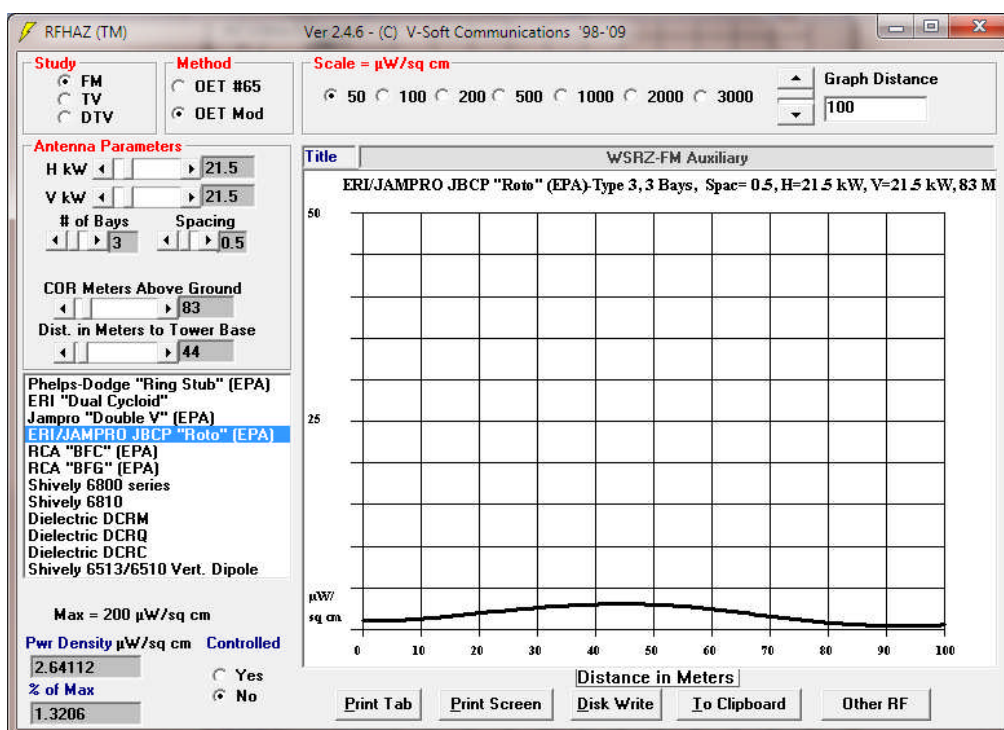 RFHAZ (TM) Ver 2.4.6 - (C) V-Soft Communications '98-'09
Study
FM
TV
DTV
Method
OET #65
OET Mod
Scale = µW/sq cm
50 100 200 500 1000 2000 3000
Graph Distance
100
Antenna Parameters
H kW 21.5
V kW 21.5
# of Bays Spacing
3 0.5
COR Meters Above Ground
83
Dist. in Meters to Tower Base
44
Phelps-Dodge "Ring Stub" (EPA)
ERI "Dual Cycloid"
Jampro "Double V" (EPA)
ERI/JAMPRO JBCP "Roto" (EPA)
RCA "BFC" (EPA)
RCA "BFG" (EPA)
Shively 6800 series
Shively 6810
Dielectric DCRM
Dielectric DCRQ
Dielectric DCRC
Shively 6513/6510 Vert. Dipole
Max = 200 µW/sq cm
Pwr Density µW/sq cm
2.64112
% of Max
1.3206
Controlled
Yes
No
Title WSRZ-FM Auxiliary
ERI/JAMPRO JBCP "Roto" (EPA)-Type 3, 3 Bays, Spac= 0.5, H=21.5 kW, V=21.5 kW, 83 M
50
25
µW/
sq cm
0 10 20 30 40 50 60 70 80 90 100
Distance in Meters
Print Tab Print Screen Disk Write To Clipboard Other RF